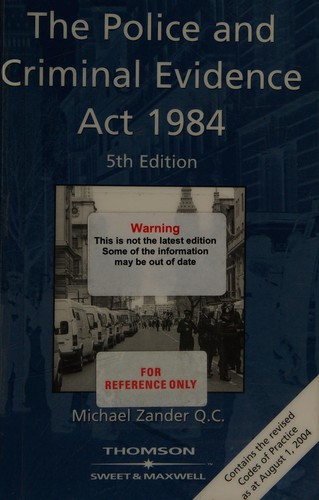 The Police and
Criminal Evidence
Act 1984
5th Edition
Warning
This is not the latest edition
Some of the information
may be out of date
FOR
REFERENCE ONLY
Michael Zander Q.C.
Contains the revised
Codes of Practice
as at August 1, 2004
THOMSON
SWEET & MAXWELL